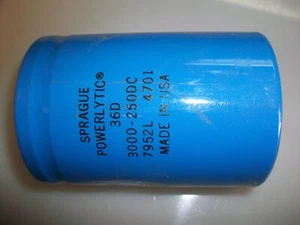 SPRAGUE
POWERLYTIC®
36D
3000-250DC
7952L 4701
MADE IN USA